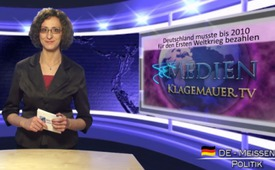 Deutschland musste bis 2010
für den Ersten Weltkrieg bezahlen
MEDIEN
KLAGEMAUER.TV
DE - MEISSEN
POLITIK